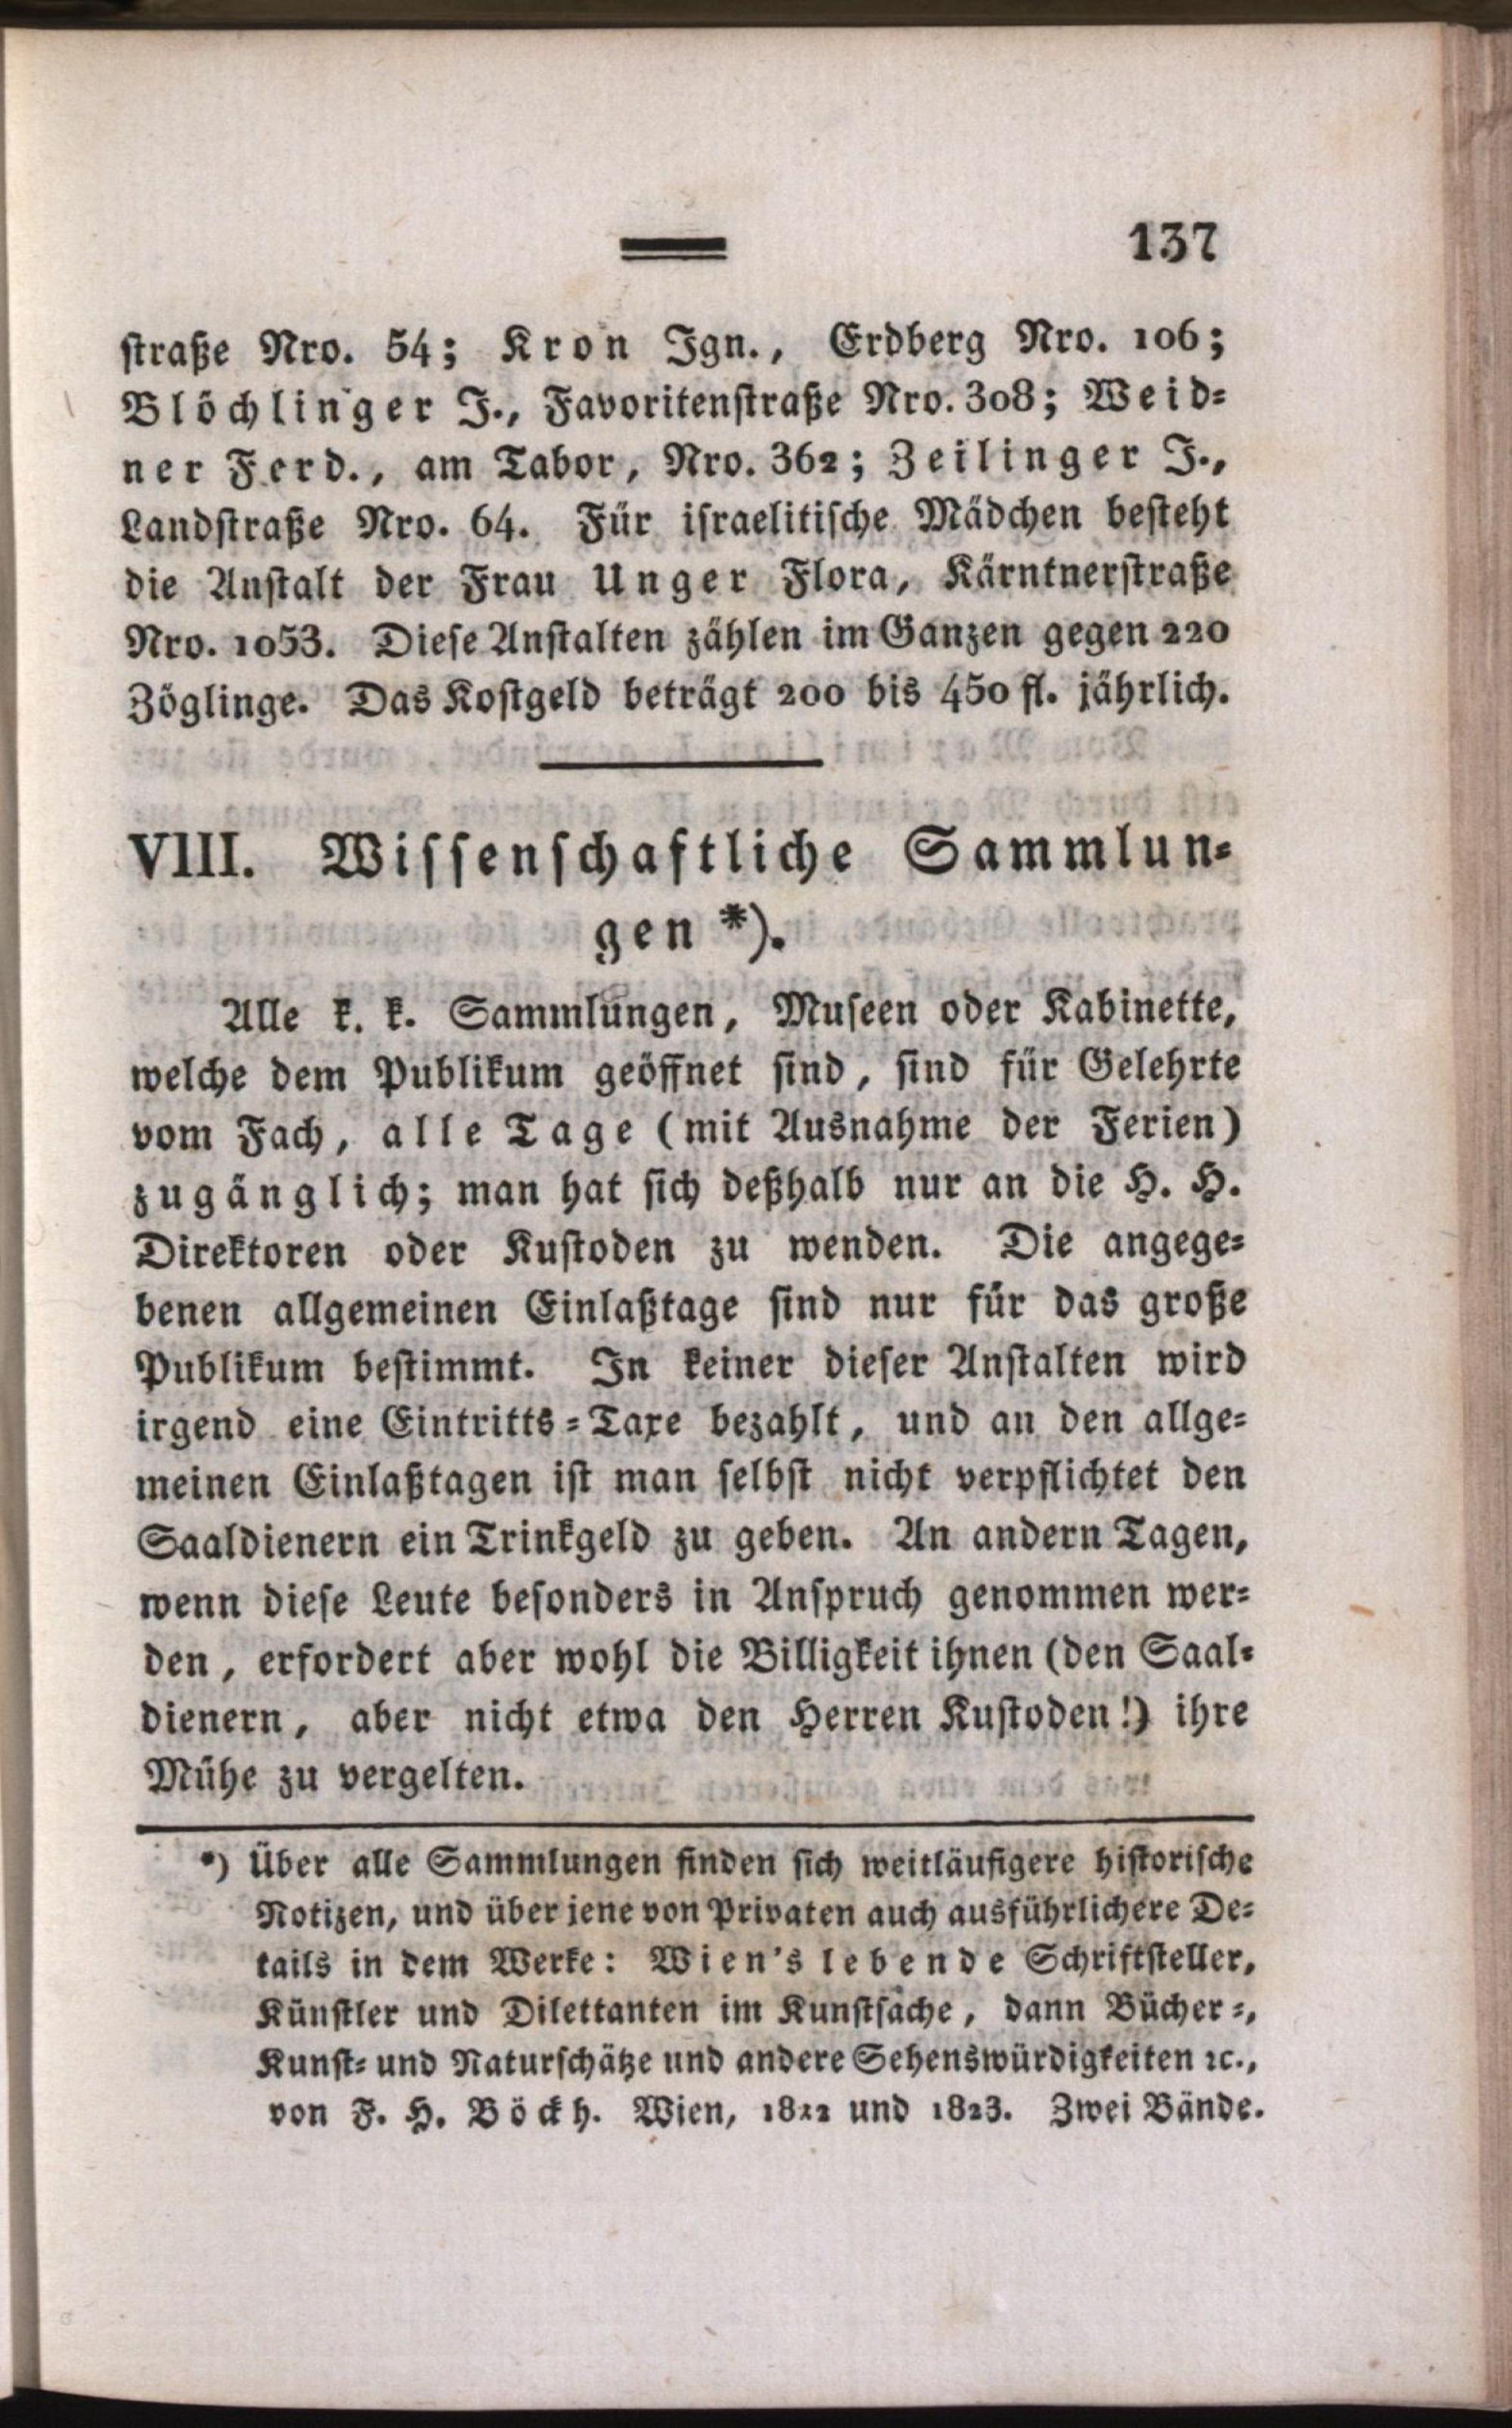 137
straße Nro. 54; Kron Ign., Erdberg Nro. 106;
Blöchlinger J., Favoritenstraße Nro. 308; Weid-
ner Ferd., am Tabor, Nro. 362; Zeilinger J.,
Landstraße Nro. 64. Für israelitische Mädchen besteht
die Anstalt der Frau Unger Flora, Kärntnerstraße
Nro. 1053. Diese Anstalten zählen im Ganzen gegen 220
Zöglinge. Das Kostgeld beträgt 200 bis 450 fl. jährlich.
VIII. Wissenschaftliche Sammlun-
gen *).
Alle k. k. Sammlungen, Museen oder Kabinette,
welche dem Publikum geöffnet sind, sind für Gelehrte
vom Fach, alle Tage (mit Ausnahme der Ferien)
zugänglich; man hat sich deßhalb nur an die H. H.
Direktoren oder Kustoden zu wenden. Die angege-
benen allgemeinen Einlaßtage sind nur für das große
Publikum bestimmt. In keiner dieser Anstalten wird
irgend eine Eintritts-Taxe bezahlt, und an den allge-
meinen Einlaßtagen ist man selbst nicht verpflichtet den
Saaldienern ein Trinkgeld zu geben. An andern Tagen,
wenn diese Leute besonders in Anspruch genommen wer-
den, erfordert aber wohl die Billigkeit ihnen (den Saal-
dienern, aber nicht etwa den Herren Kustoden!) ihre
Mühe zu vergelten.
*) Über alle Sammlungen finden sich weitläufigere historische
Notizen, und über jene von Privaten auch ausführlichere De-
tails in dem Werke: Wien's lebende Schriftsteller,
Künstler und Dilettanten im Kunstfache, dann Bücher-,
Kunst- und Naturschätze und andere Sehenswürdigkeiten ꝛc.,
von F. H. Böckh. Wien, 1822 und 1823. Zwei Bände.